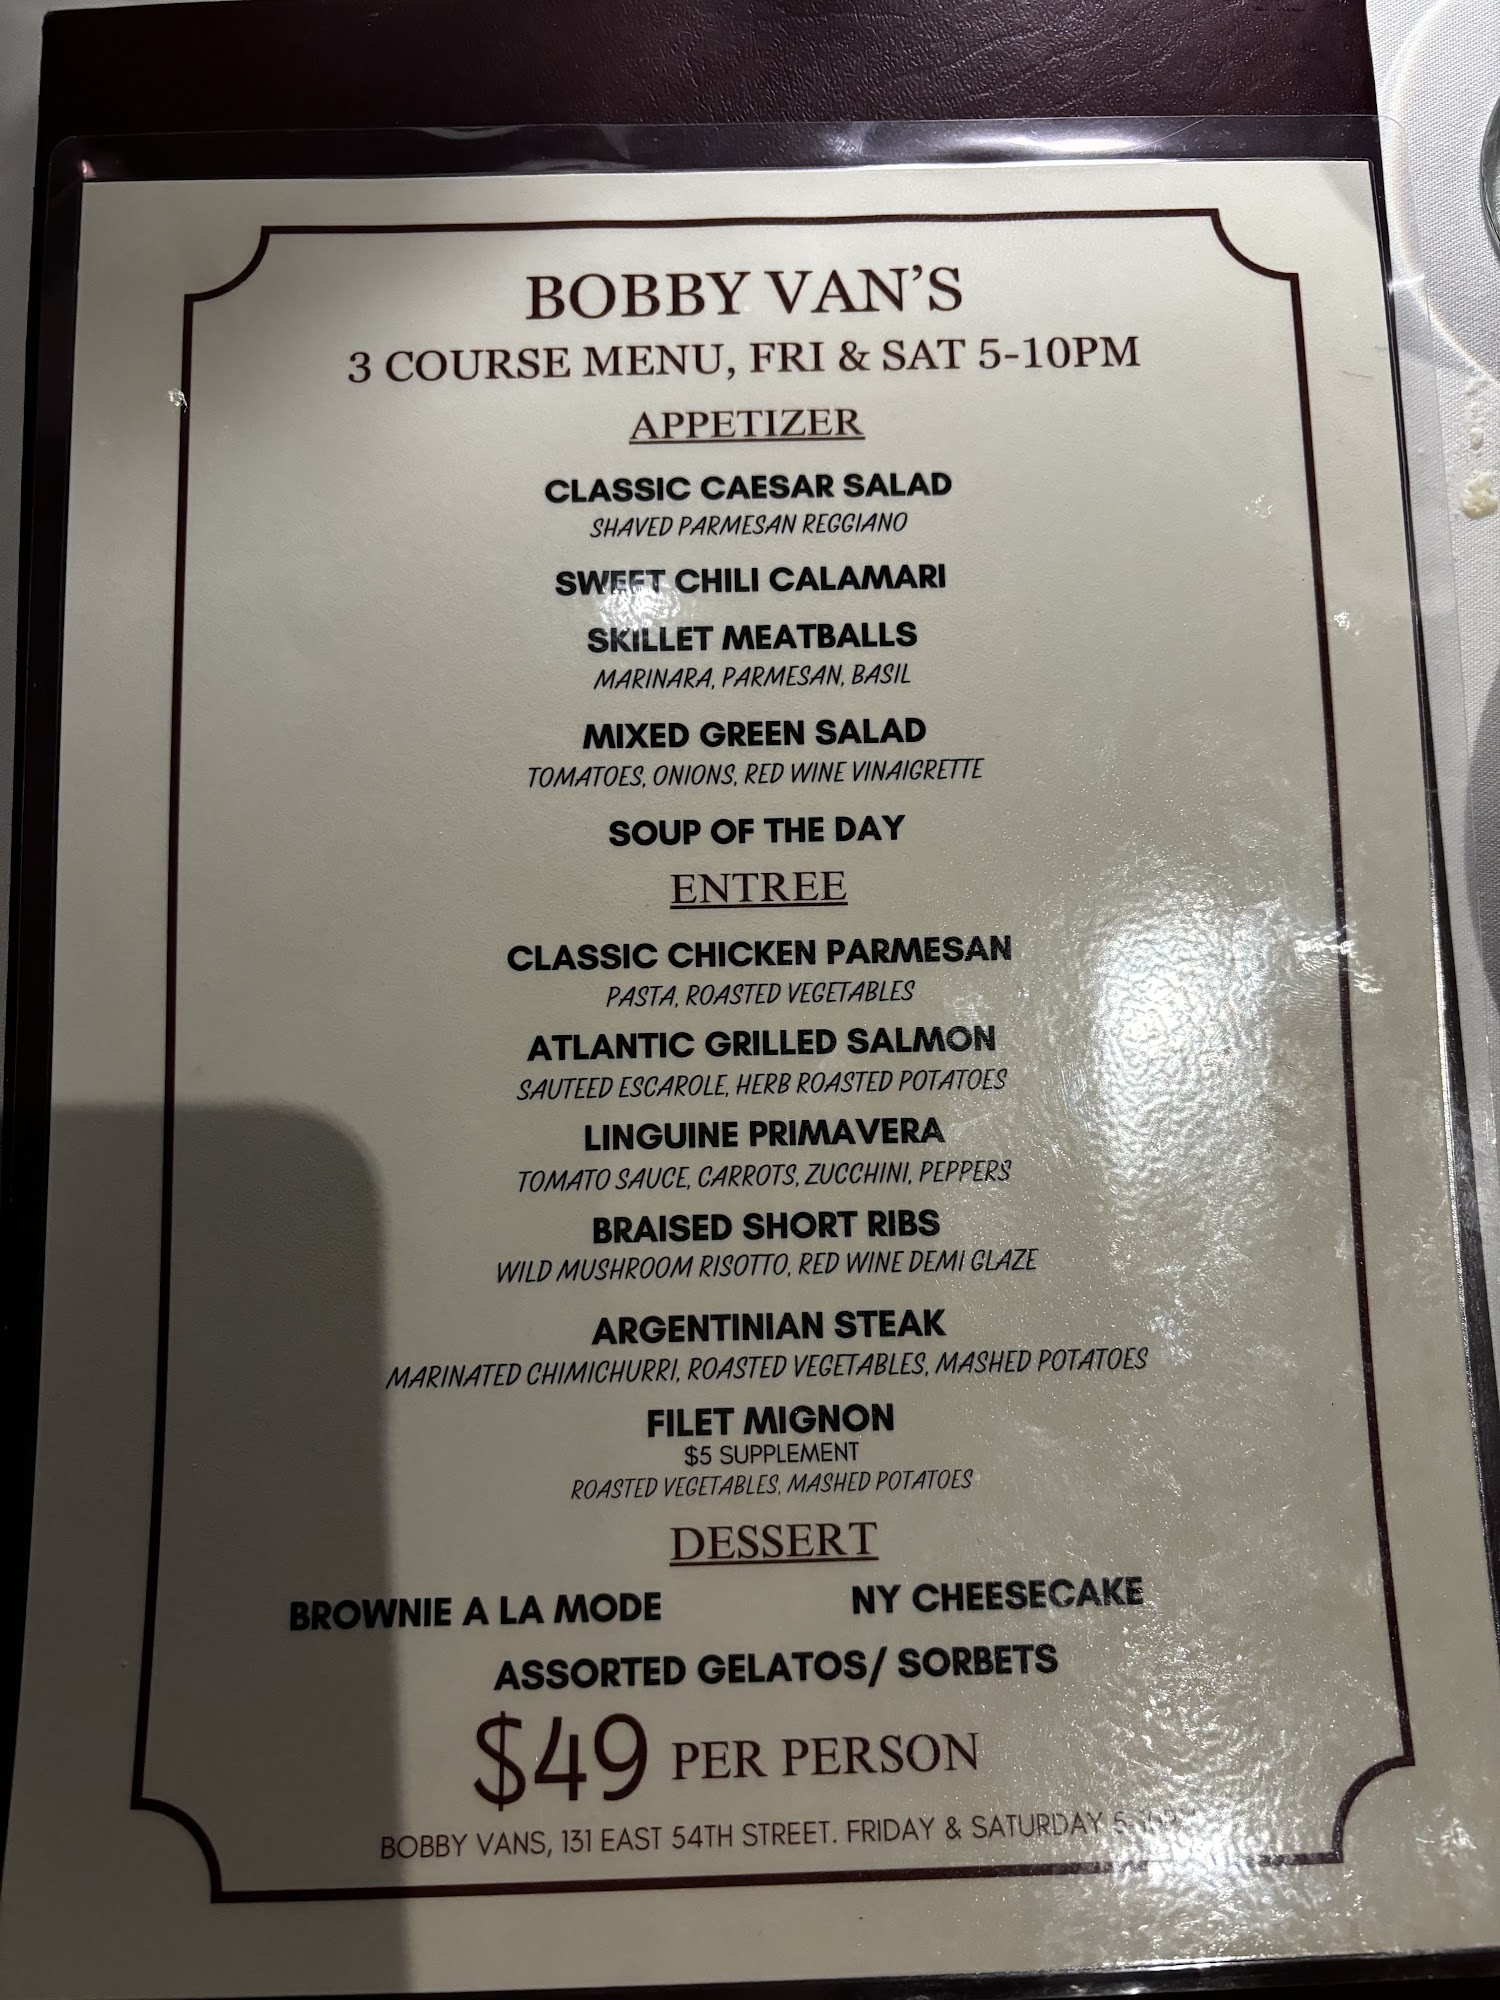 BOBBY VAN'S
3 COURSE MENU, FRI & SAT 5-10PM
APPETIZER
CLASSIC CAESAR SALAD
SHAVED PARMESAN REGGIANO
SWEET CHILI CALAMARI
SKILLET MEATBALLS
MARINARA, PARMESAN, BASIL
MIXED GREEN SALAD
TOMATOES, ONIONS, RED WINE VINAIGRETTE
SOUP OF THE DAY
ENTREE
CLASSIC CHICKEN PARMESAN
PASTA, ROASTED VEGETABLES
ATLANTIC GRILLED SALMON
SAUTEED ESCAROLE, HERB ROASTED POTATOES
LINGUINE PRIMAVERA
TOMATO SAUCE, CARROTS, ZUCCHINI, PEPPERS
BRAISED SHORT RIBS
WILD MUSHROOM RISOTTO, RED WINE DEMI GLAZE
ARGENTINIAN STEAK
MARINATED CHIMICHURRI, ROASTED VEGETABLES, MASHED POTATOES
FILET MIGNON
$5 SUPPLEMENT
ROASTED VEGETABLES, MASHED POTATOES
DESSERT
BROWNIE A LA MODE NY CHEESECAKE
ASSORTED GELATOS/ SORBETS
$49 PER PERSON
BOBBY VANS, 131 EAST 54TH STREET. FRIDAY & SATURDAY